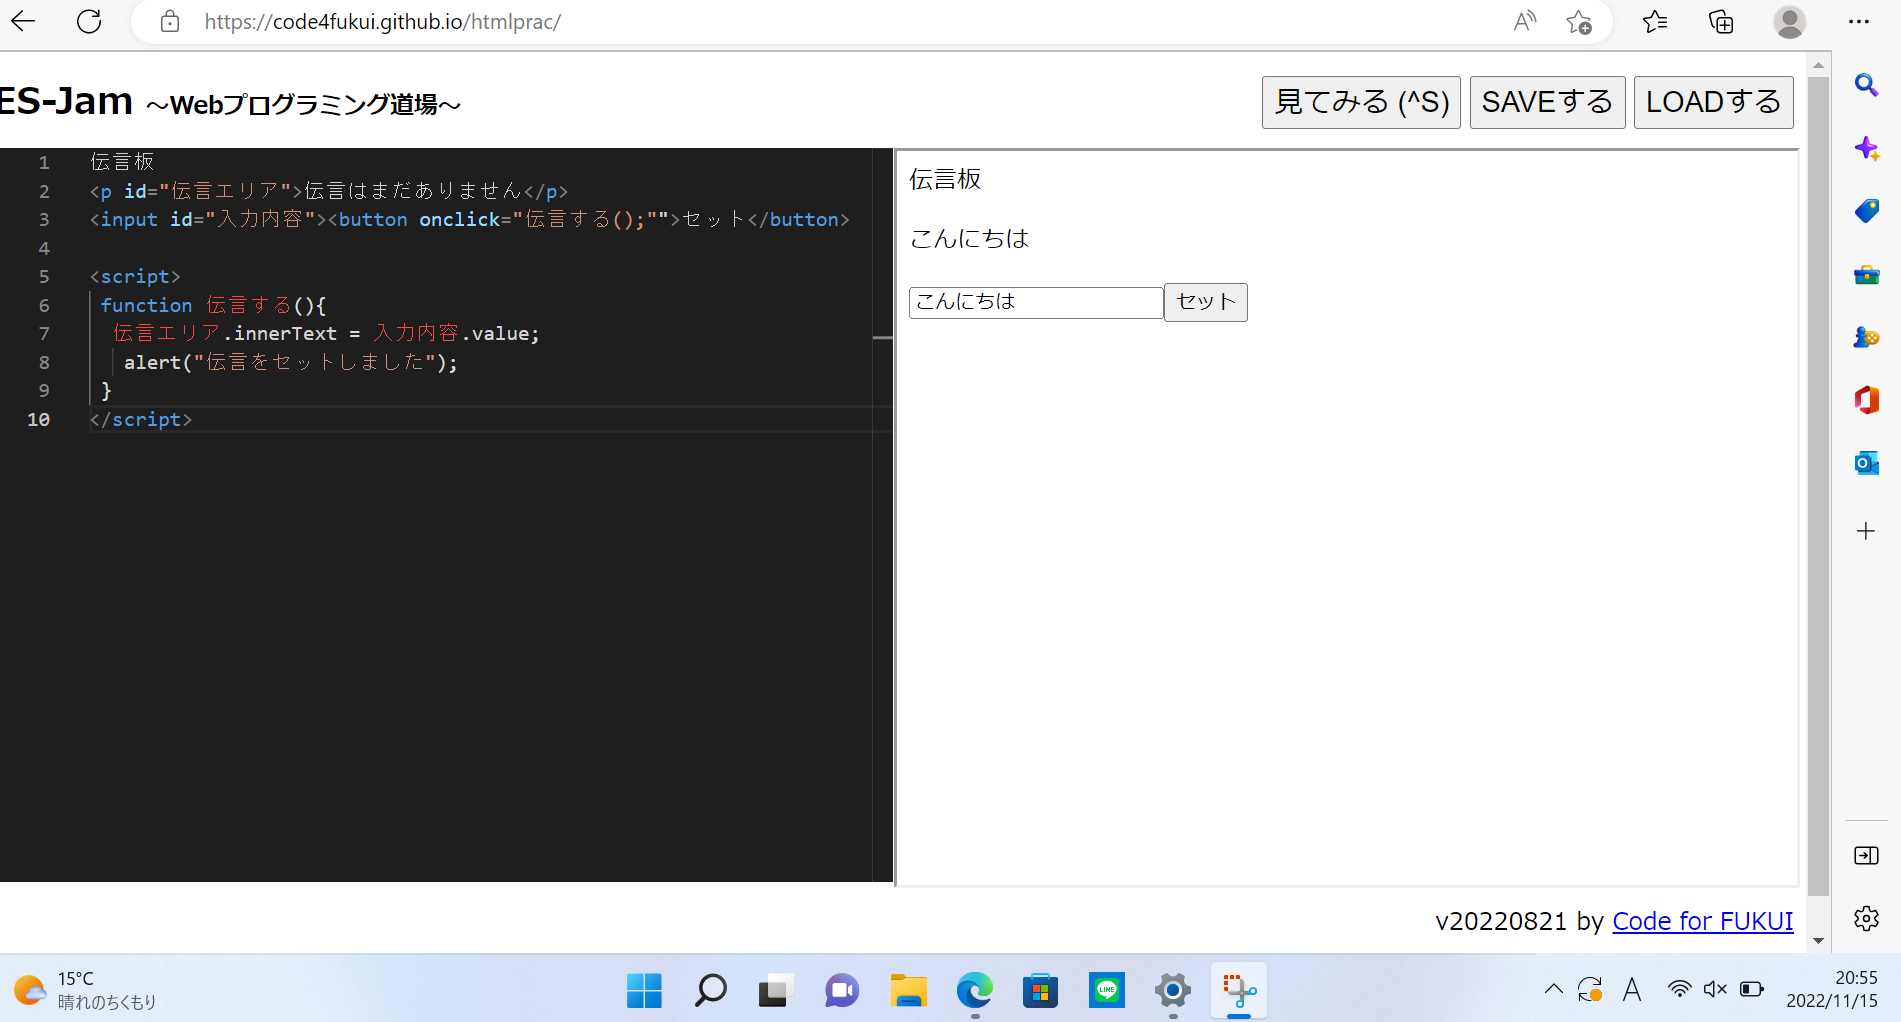 https://code4fukui.github.io/htmlprac/
ES-Jam ～Webプログラミング道場～
見てみる (^S) SAVEする LOADする
1 伝言板
2 <p id="伝言エリア">伝言はまだありません</p>
3 <input id="入力内容"><button onclick="伝言する();"">セット</button>
4
5 <script>
6 function 伝言する(){
7 伝言エリア.innerText = 入力内容.value;
8 alert("伝言をセットしました");
9 }
10 </script>
伝言板
こんにちは
こんにちは セット
v20220821 by Code for FUKUI
15°C
晴れのちくもり
LINE
A
20:55
2022/11/15